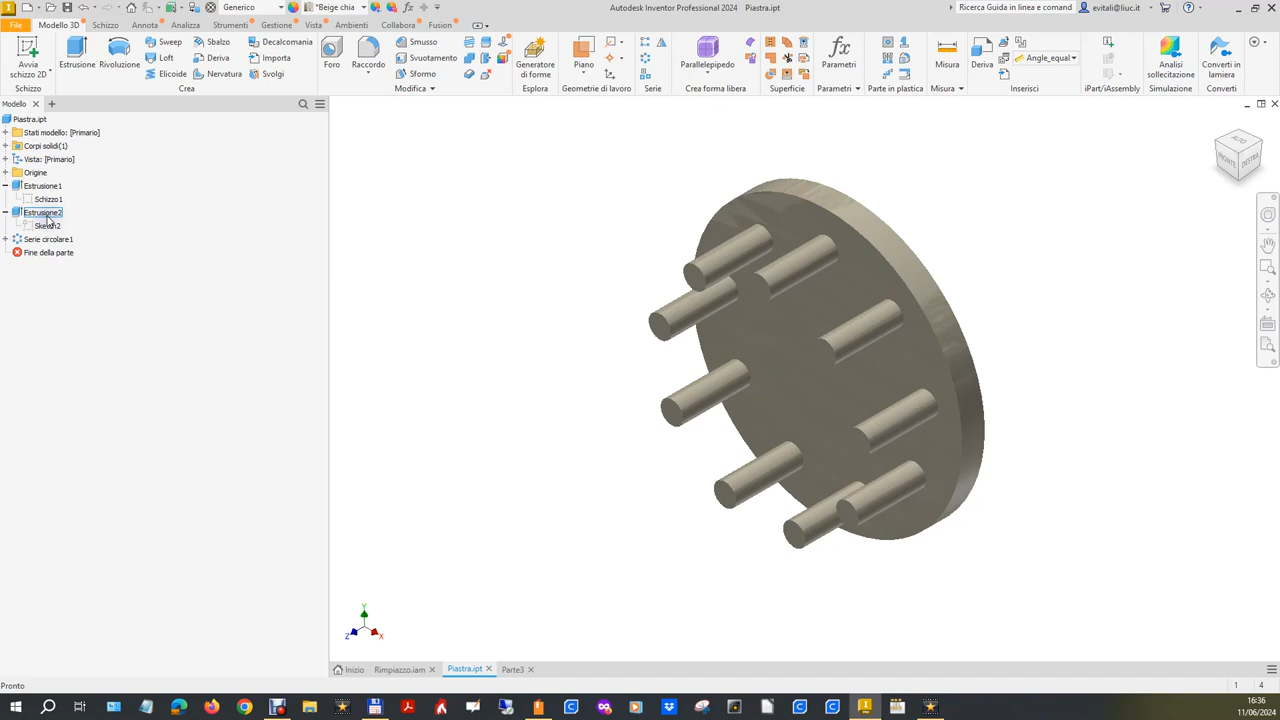 Generico
*Beige chia
Autodesk Inventor Professional 2024 Piastra.ipt
Ricerca Guida in linea e comand
evitali@liuc.it
File
Modello 3D
Schizzo
Annota
Analizza
Strumenti
Gestione
Vista
Ambienti
Collabora
Fusion
Avvia schizzo 2D
Estrusione
Rivoluzione
Sweep
Loft
Elicoide
Sbalzo
Deriva
Nervatura
Decalcomania
Importa
Svolgi
Foro
Raccordo
Smusso
Svuotamento
Sformo
Generatore di forme
Piano
Parallelepipedo
Parametri
Misura
Deriva
Angle_equal
Analisi sollecitazione
Converti in lamiera
Schizzo
Crea
Modifica
Esplora
Geometrie di lavoro
Serie
Crea forma libera
Superficie
Parametri
Parte in plastica
Misura
Inserisci
iPart/iAssembly
Simulazione
Converti
Modello
Piastra.ipt
Stati modello: [Primario]
Corpi solidi(1)
Vista: [Primario]
Origine
Estrusione1
Schizzo1
Estrusione2
Sketch2
Serie circolare1
Fine della parte
ALTO
FRONTE
DESTRA
Y
Z
X
Inizio
Rimpiazzo.iam
Piastra.ipt
Parte3
Pronto
1
4
16:36
11/06/2024